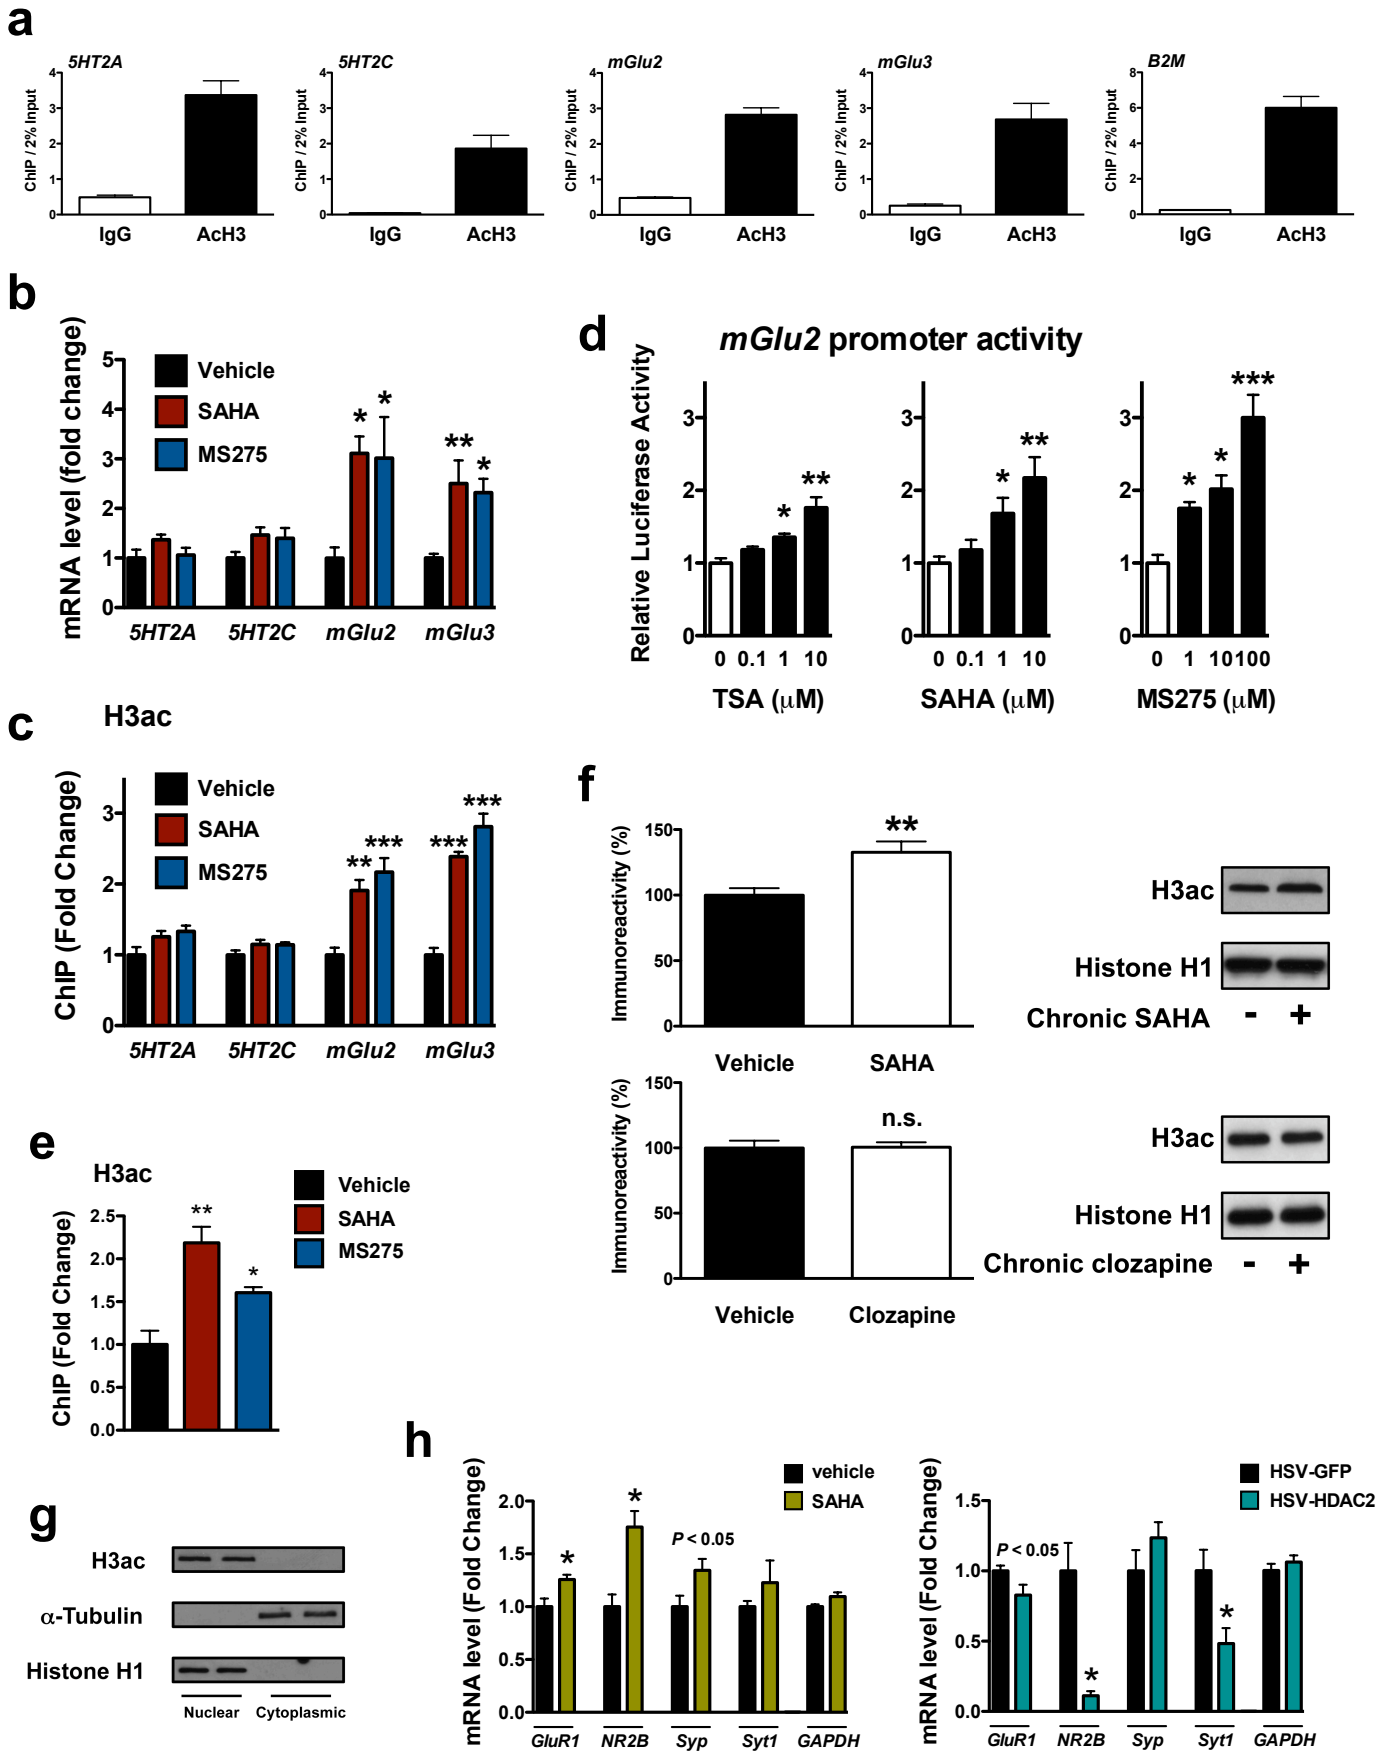 a
5HT2A
5HT2C
mGlu2
mGlu3
B2M
ChIP / 2% Input
4
3
2
1
0
IgG
AcH3
ChIP / 2% Input
4
3
2
1
0
IgG
AcH3
ChIP / 2% Input
4
3
2
1
0
IgG
AcH3
ChIP / 2% Input
4
3
2
1
0
IgG
AcH3
ChIP / 2% Input
8
6
4
2
0
IgG
AcH3
b
mRNA level (fold change)
5
4
3
2
1
0
Vehicle
SAHA
MS275
* * ** *
5HT2A 5HT2C mGlu2 mGlu3
d
mGlu2 promoter activity
Relative Luciferase Activity
3
2
1
0
* **
0 0.1 1 10
TSA (μM)
3
2
1
0
* **
0 0.1 1 10
SAHA (μM)
3
2
1
0
* * ***
0 1 10 100
MS275 (μM)
c
H3ac
ChIP (Fold Change)
3
2
1
0
Vehicle
SAHA
MS275
** *** *** ***
5HT2A 5HT2C mGlu2 mGlu3
f
Immunoreactivity (%)
150
100
50
0
**
Vehicle SAHA
H3ac
Histone H1
Chronic SAHA - +
Immunoreactivity (%)
150
100
50
0
n.s.
Vehicle Clozapine
H3ac
Histone H1
Chronic clozapine - +
e
H3ac
ChIP (Fold Change)
2.5
2.0
1.5
1.0
0.5
0.0
** *
Vehicle
SAHA
MS275
g
H3ac
α-Tubulin
Histone H1
Nuclear Cytoplasmic
h
mRNA level (Fold Change)
2.0
1.5
1.0
0.5
0.0
vehicle
SAHA
* *
P < 0.05
GluR1 NR2B Syp Syt1 GAPDH
mRNA level (Fold Change)
1.5
1.0
0.5
0.0
HSV-GFP
HSV-HDAC2
P < 0.05
* *
GluR1 NR2B Syp Syt1 GAPDH